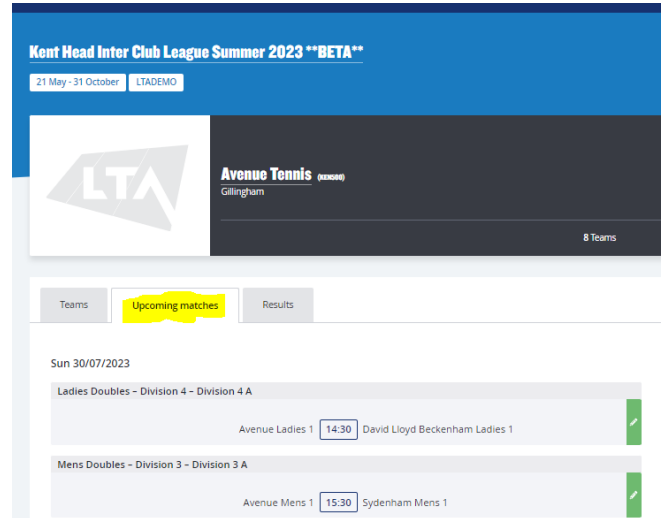 Kent Head Inter Club League Summer 2023 **BETA**
21 May - 31 October LTADEMO
LTA
Avenue Tennis (KEN500)
Gillingham
8 Teams
Teams Upcoming matches Results
Sun 30/07/2023
Ladies Doubles – Division 4 – Division 4 A
Avenue Ladies 1 14:30 David Lloyd Beckenham Ladies 1
Mens Doubles – Division 3 – Division 3 A
Avenue Mens 1 15:30 Sydenham Mens 1